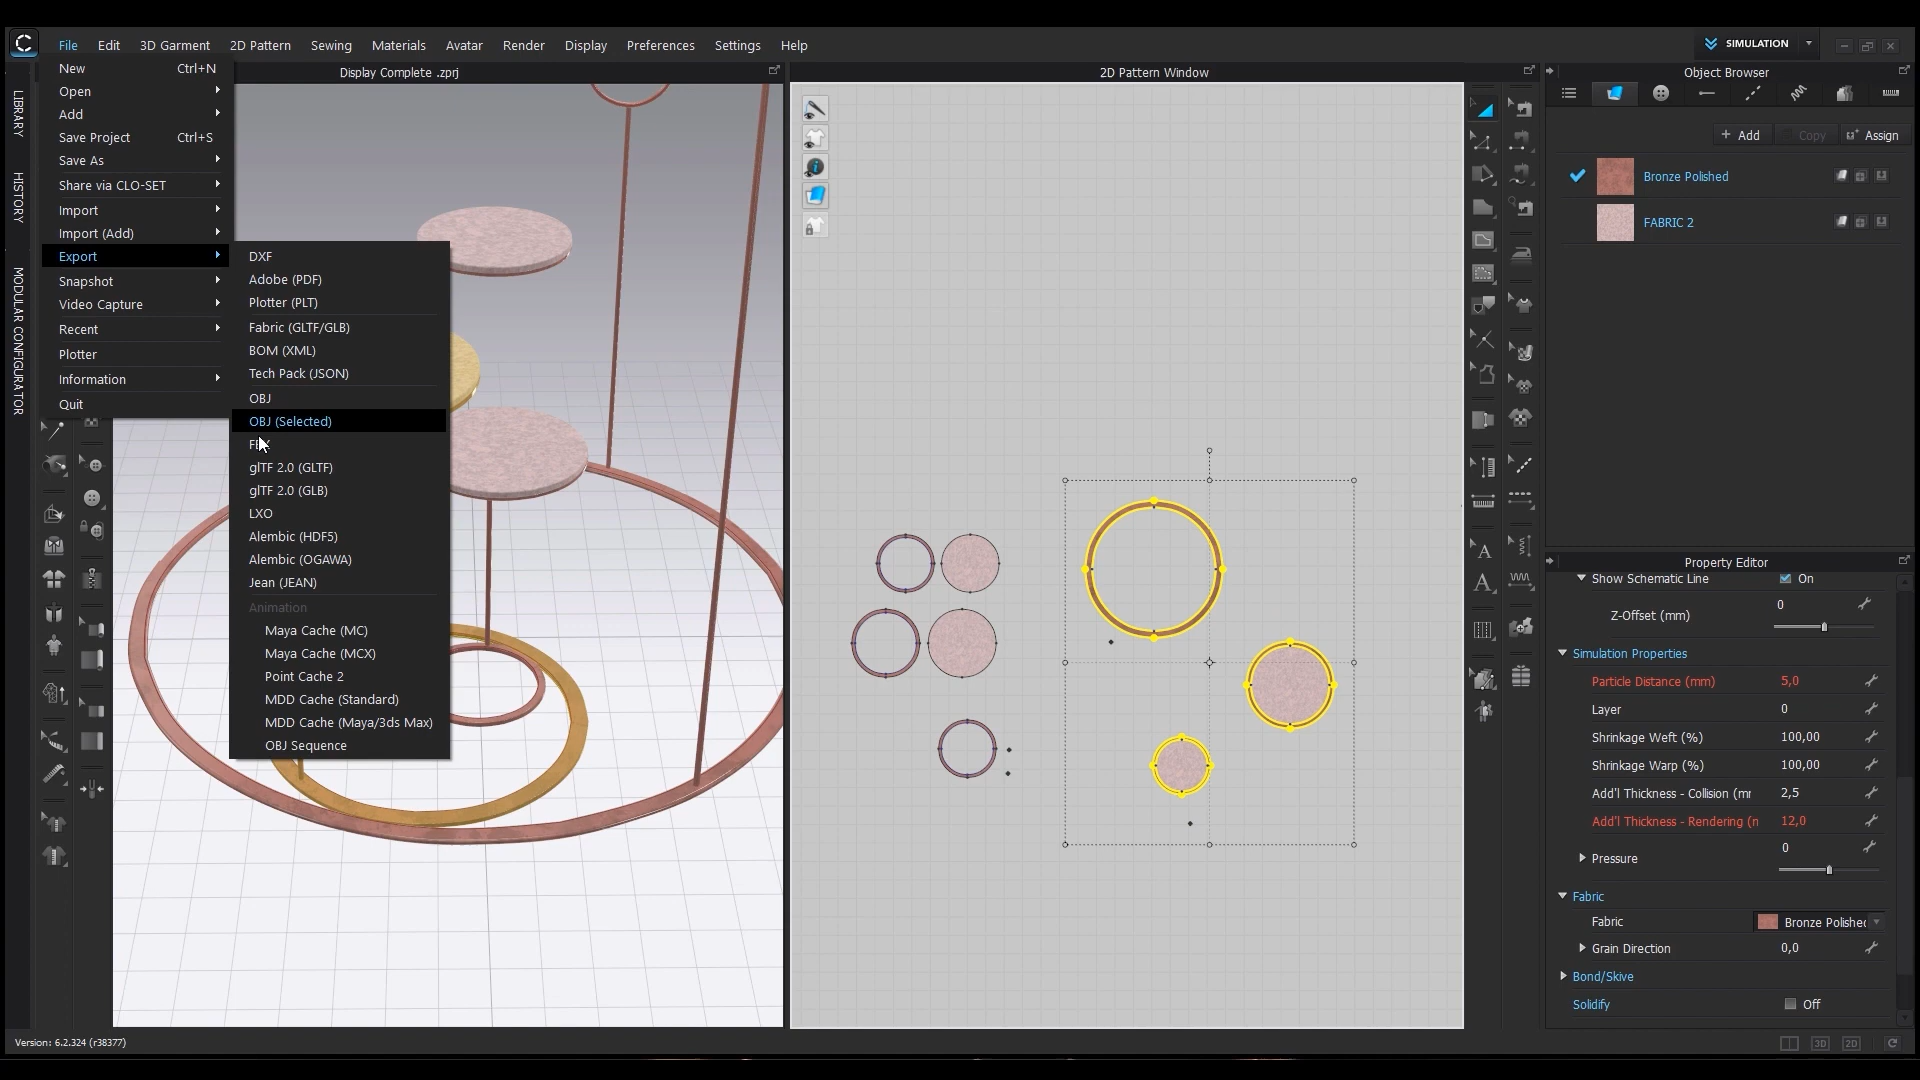 File Edit 3D Garment 2D Pattern Sewing Materials Avatar Render Display Preferences Settings Help
SIMULATION
Display Complete .zprj
2D Pattern Window
Object Browser
LIBRARY
HISTORY
MODULAR CONFIGURATOR
New Ctrl+N
Open
Add
Save Project Ctrl+S
Save As
Share via CLO-SET
Import
Import (Add)
Export
Snapshot
Video Capture
Recent
Plotter
Information
Quit
DXF
Adobe (PDF)
Plotter (PLT)
Fabric (GLTF/GLB)
BOM (XML)
Tech Pack (JSON)
OBJ
OBJ (Selected)
glTF 2.0 (GLTF)
glTF 2.0 (GLB)
LXO
Alembic (HDF5)
Alembic (OGAWA)
Jean (JEAN)
Animation
Maya Cache (MC)
Maya Cache (MCX)
Point Cache 2
MDD Cache (Standard)
MDD Cache (Maya/3ds Max)
OBJ Sequence
Add Copy Assign
Bronze Polished
FABRIC 2
Property Editor
Show Schematic Line On
Z-Offset (mm) 0
Simulation Properties
Particle Distance (mm) 5,0
Layer 0
Shrinkage Weft (%) 100,00
Shrinkage Warp (%) 100,00
Add'l Thickness - Collision (mr 2,5
Add'l Thickness - Rendering (n 12,0
Pressure 0
Fabric
Fabric Bronze Polished
Grain Direction 0,0
Bond/Skive
Solidify Off
Version: 6.2.324 (r38377)
3D 2D